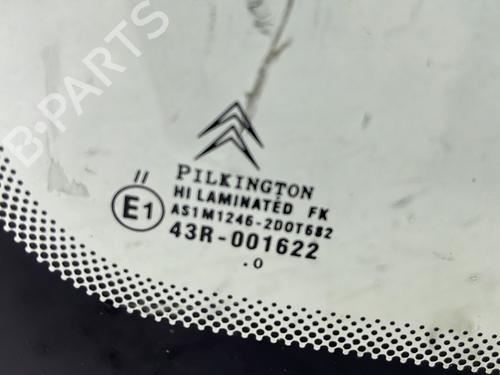 B-PARTS
PILKINGTON
II
HI LAMINATED FK
E1
AS1M1246-2DOT682
43R-001622
.0